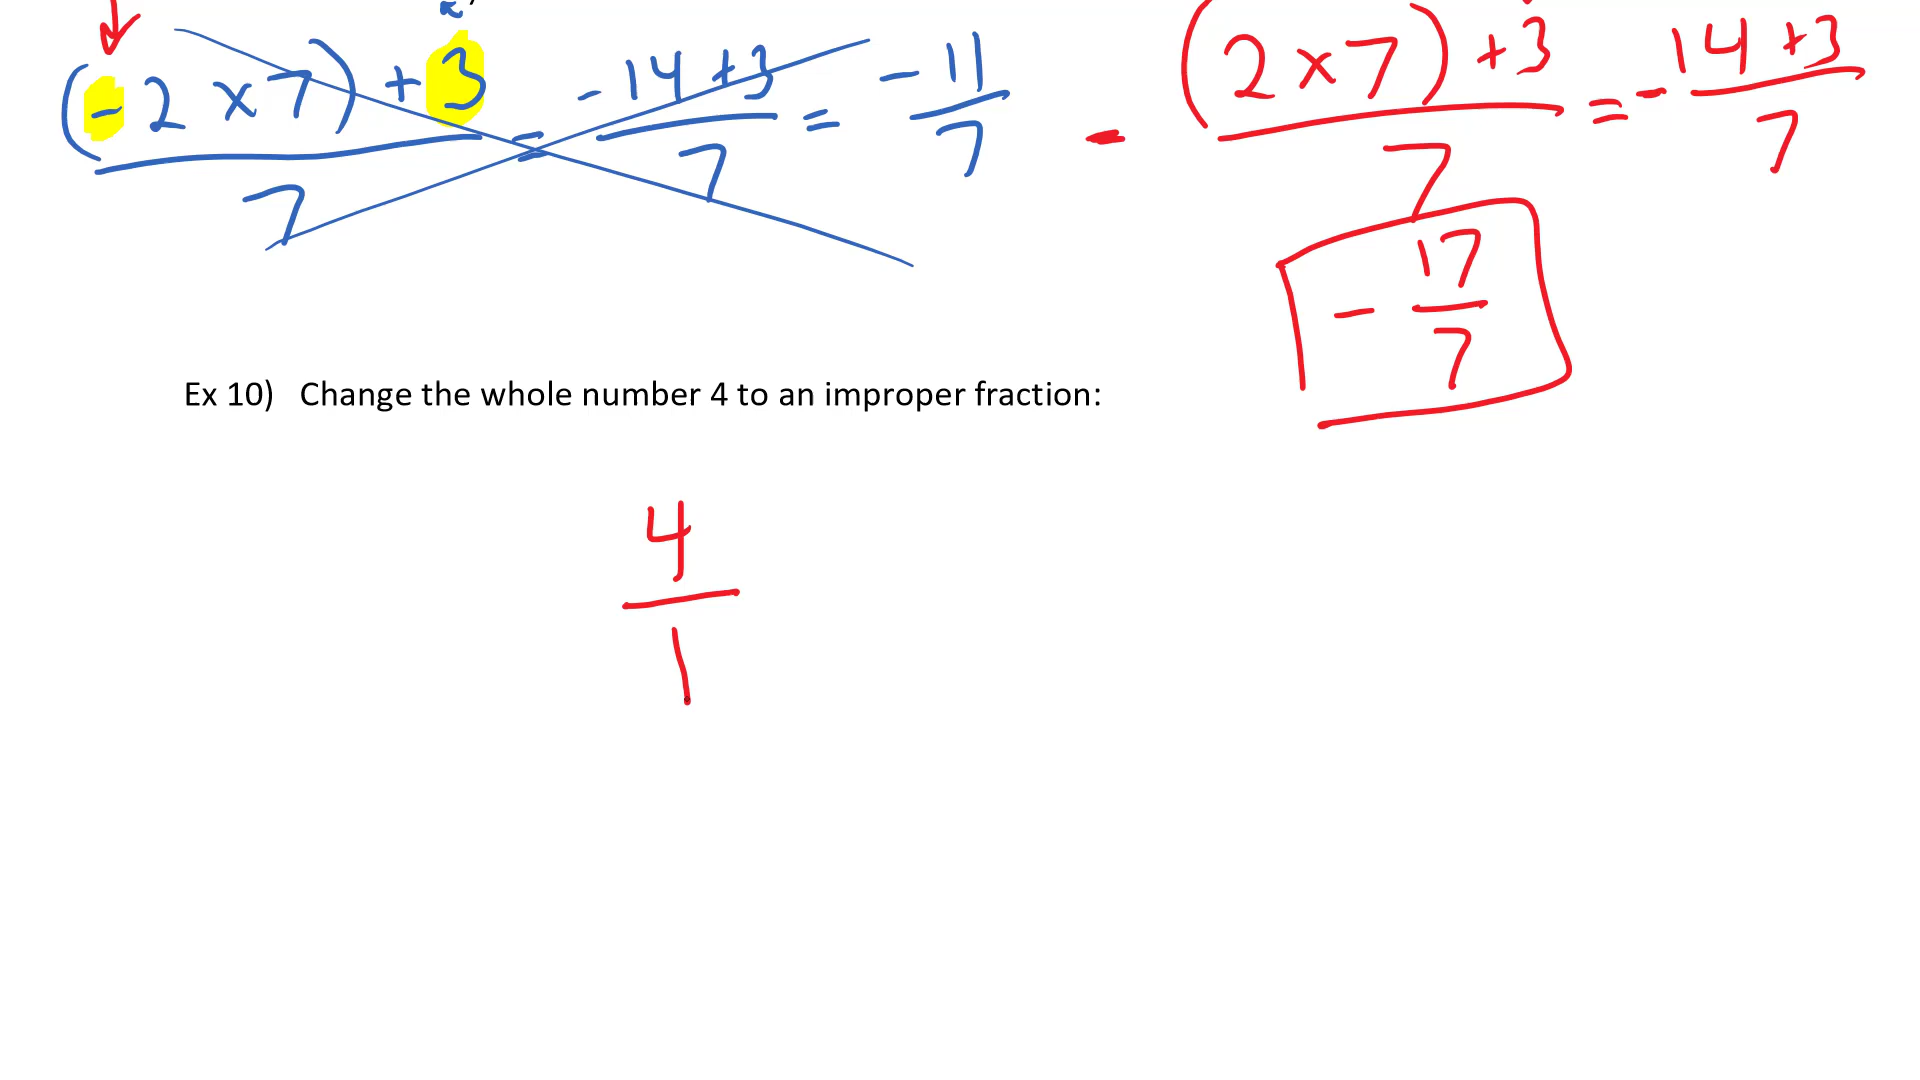 (-2 x 7) + 3 / 7 = -14 + 3 / 7 = -11 / 7
- (2 x 7) + 3 / 7 = - 14 + 3 / 7
- 17 / 7
Ex 10) Change the whole number 4 to an improper fraction:
4
1